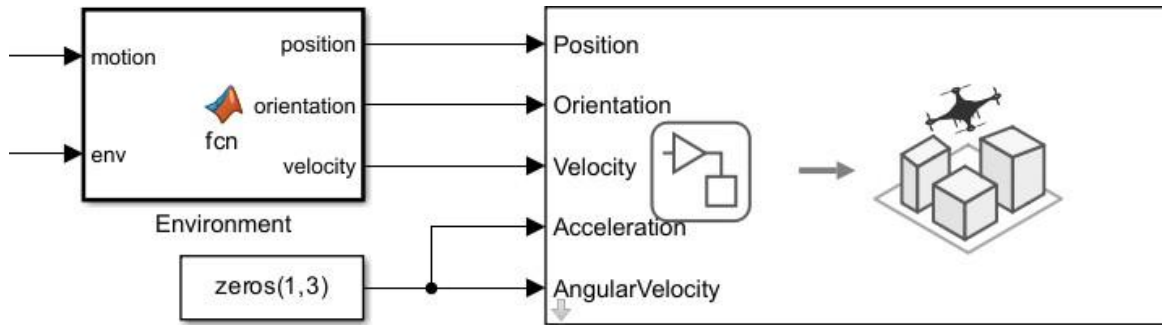 motion
env
fcn
position
orientation
velocity
Environment
zeros(1,3)
Position
Orientation
Velocity
Acceleration
AngularVelocity